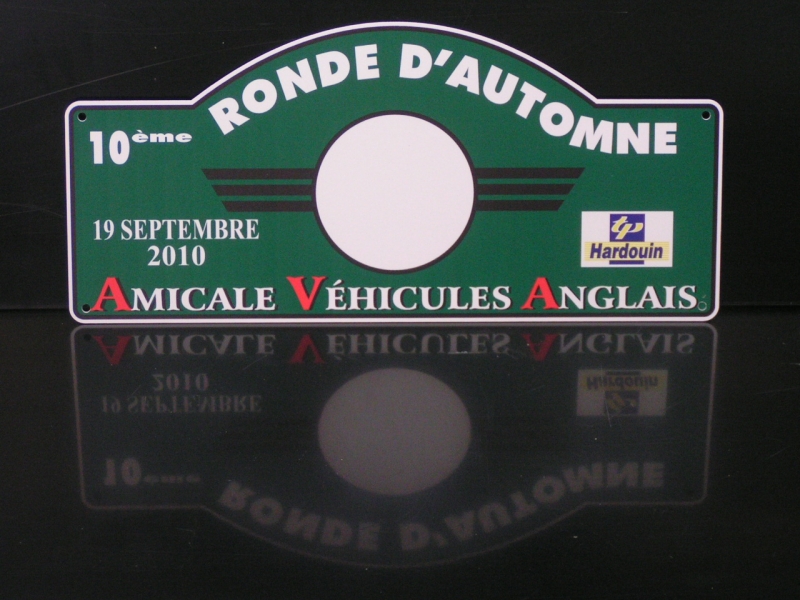 RONDE D'AUTOMNE
10ème
19 SEPTEMBRE
2010
tp
Hardouin
AMICALE VÉHICULES ANGLAIS